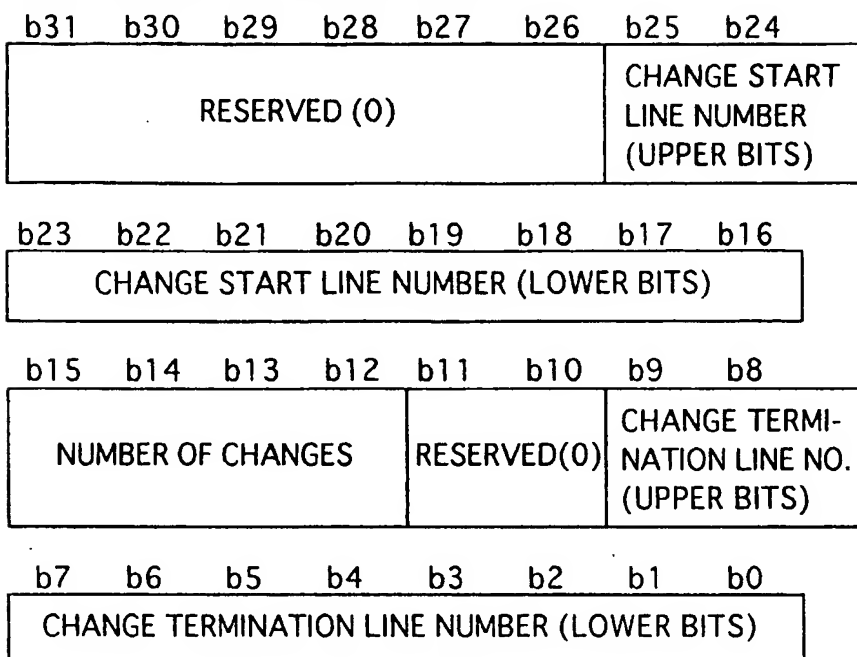 b31 b30 b29 b28 b27 b26 b25 b24
RESERVED (0)
CHANGE START
LINE NUMBER
(UPPER BITS)
b23 b22 b21 b20 b19 b18 b17 b16
CHANGE START LINE NUMBER (LOWER BITS)
b15 b14 b13 b12 b11 b10 b9 b8
NUMBER OF CHANGES
RESERVED(0)
CHANGE TERMI-
NATION LINE NO.
(UPPER BITS)
b7 b6 b5 b4 b3 b2 b1 b0
CHANGE TERMINATION LINE NUMBER (LOWER BITS)